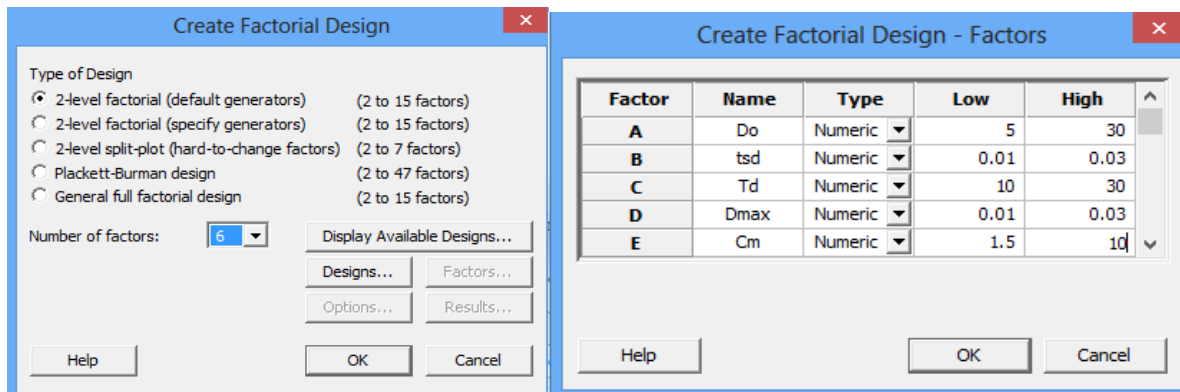 Create Factorial Design
Type of Design
2-level factorial (default generators) (2 to 15 factors)
2-level factorial (specify generators) (2 to 15 factors)
2-level split-plot (hard-to-change factors) (2 to 7 factors)
Plackett-Burman design (2 to 47 factors)
General full factorial design (2 to 15 factors)
Number of factors: 6 Display Available Designs...
Designs... Factors...
Options... Results...
Help OK Cancel
Create Factorial Design - Factors
Factor Name Type Low High
A Do Numeric 5 30
B tsd Numeric 0.01 0.03
C Td Numeric 10 30
D Dmax Numeric 0.01 0.03
E Cm Numeric 1.5 10
Help OK Cancel